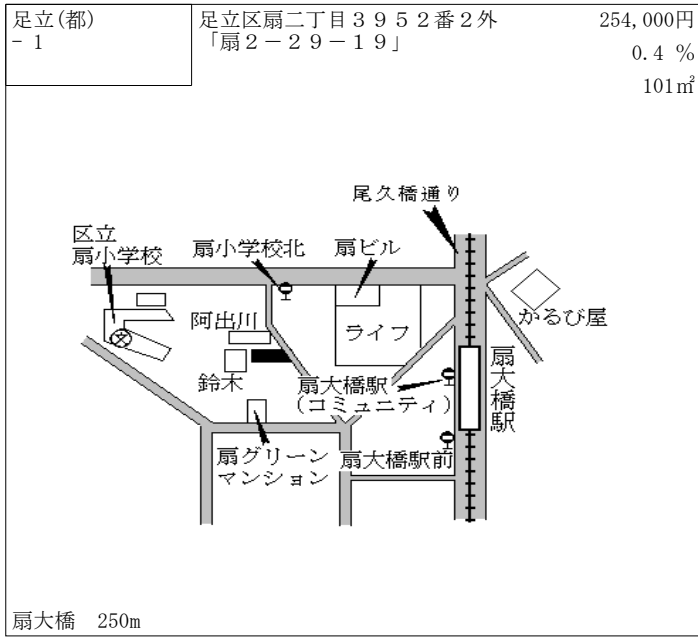 足立(都)
- 1
足立区扇二丁目３９５２番２外
「扇２－２９－１９」
254,000円
0.4 %
101㎡
尾久橋通り
区立
扇小学校
扇小学校北
扇ビル
阿出川
ライフ
かるび屋
鈴木
扇大橋駅
(コミュニティ)
扇大橋駅
扇グリーン
マンション
扇大橋駅前
扇大橋 250m